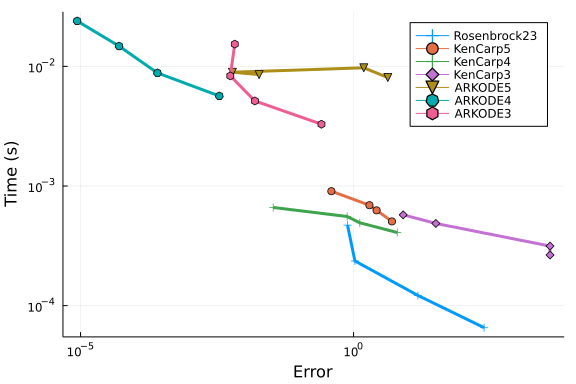 Rosenbrock23
KenCarp5
KenCarp4
KenCarp3
ARKODE5
ARKODE4
ARKODE3
Time (s)
10⁻²
10⁻³
10⁻⁴
10⁻⁵
10⁰
Error